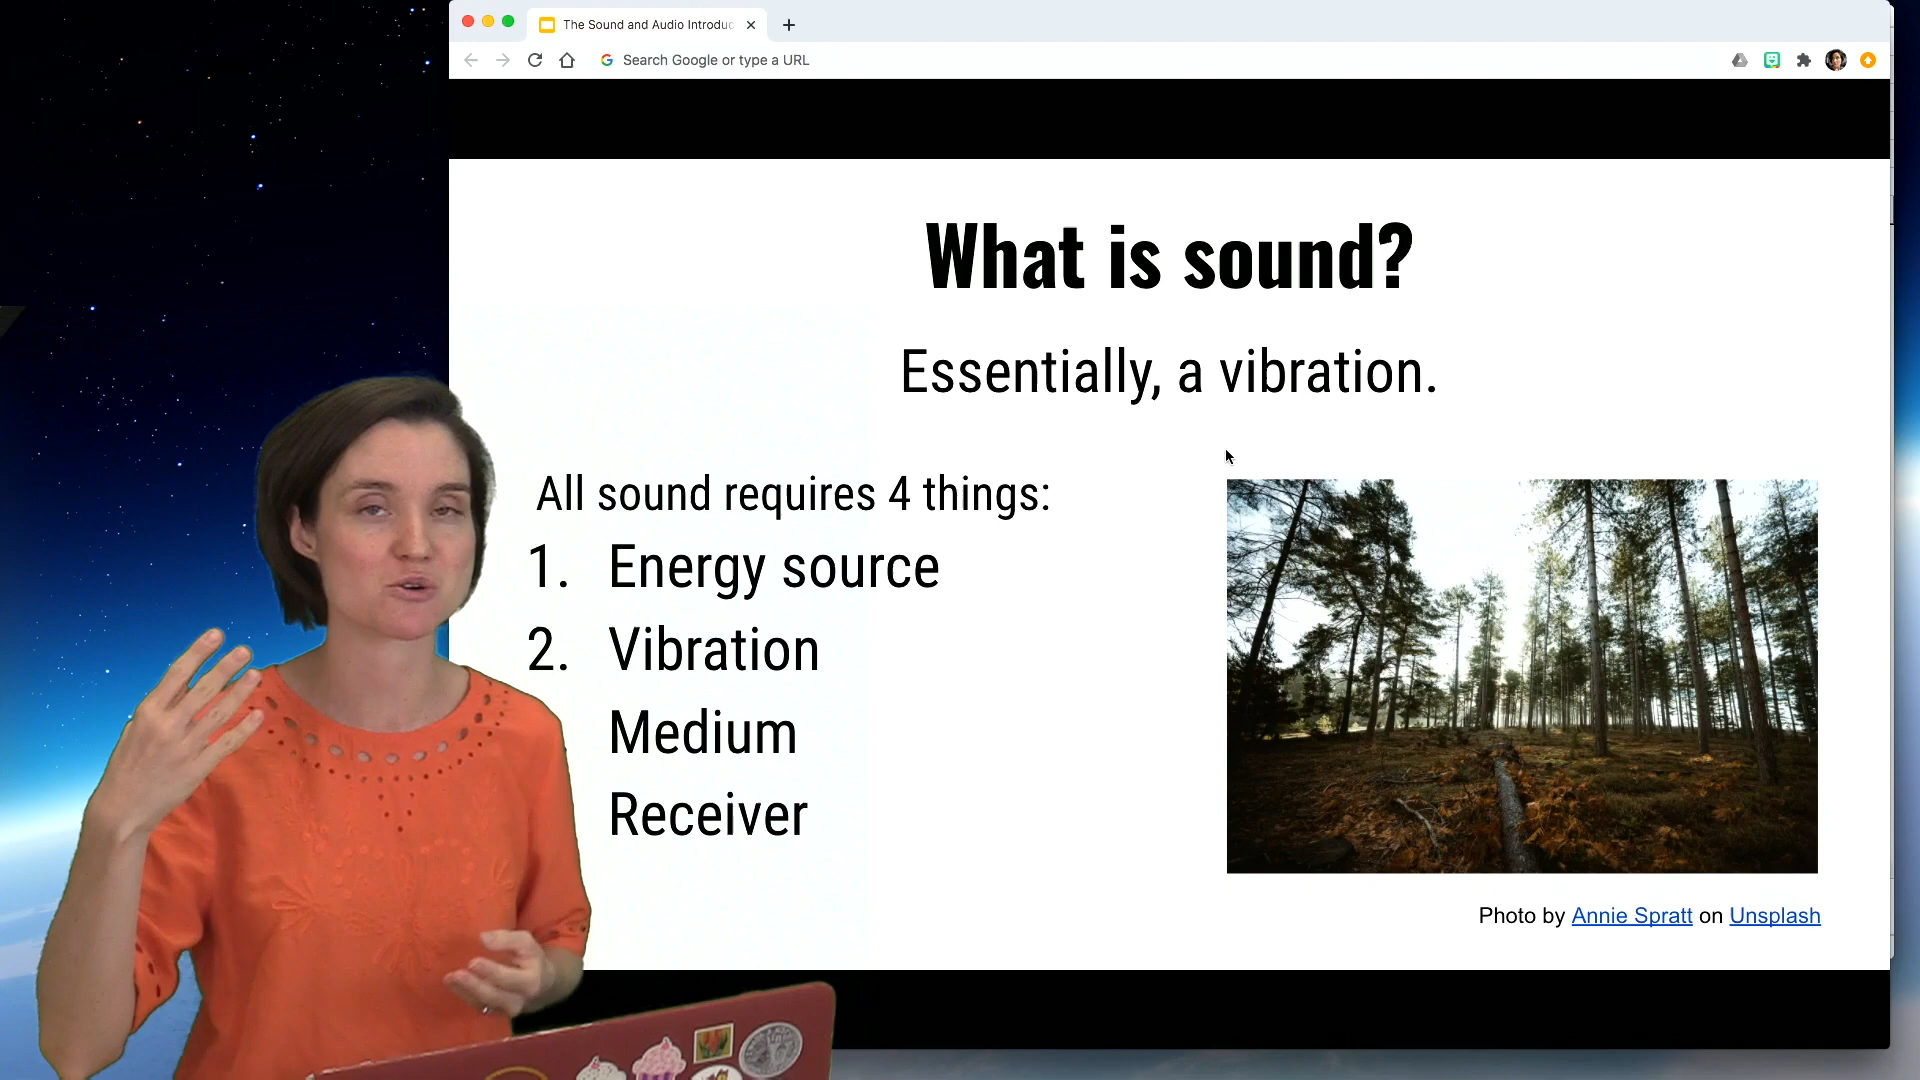 The Sound and Audio Introduc
Search Google or type a URL
What is sound?
Essentially, a vibration.
All sound requires 4 things:
1. Energy source
2. Vibration
Medium
Receiver
Photo by Annie Spratt on Unsplash